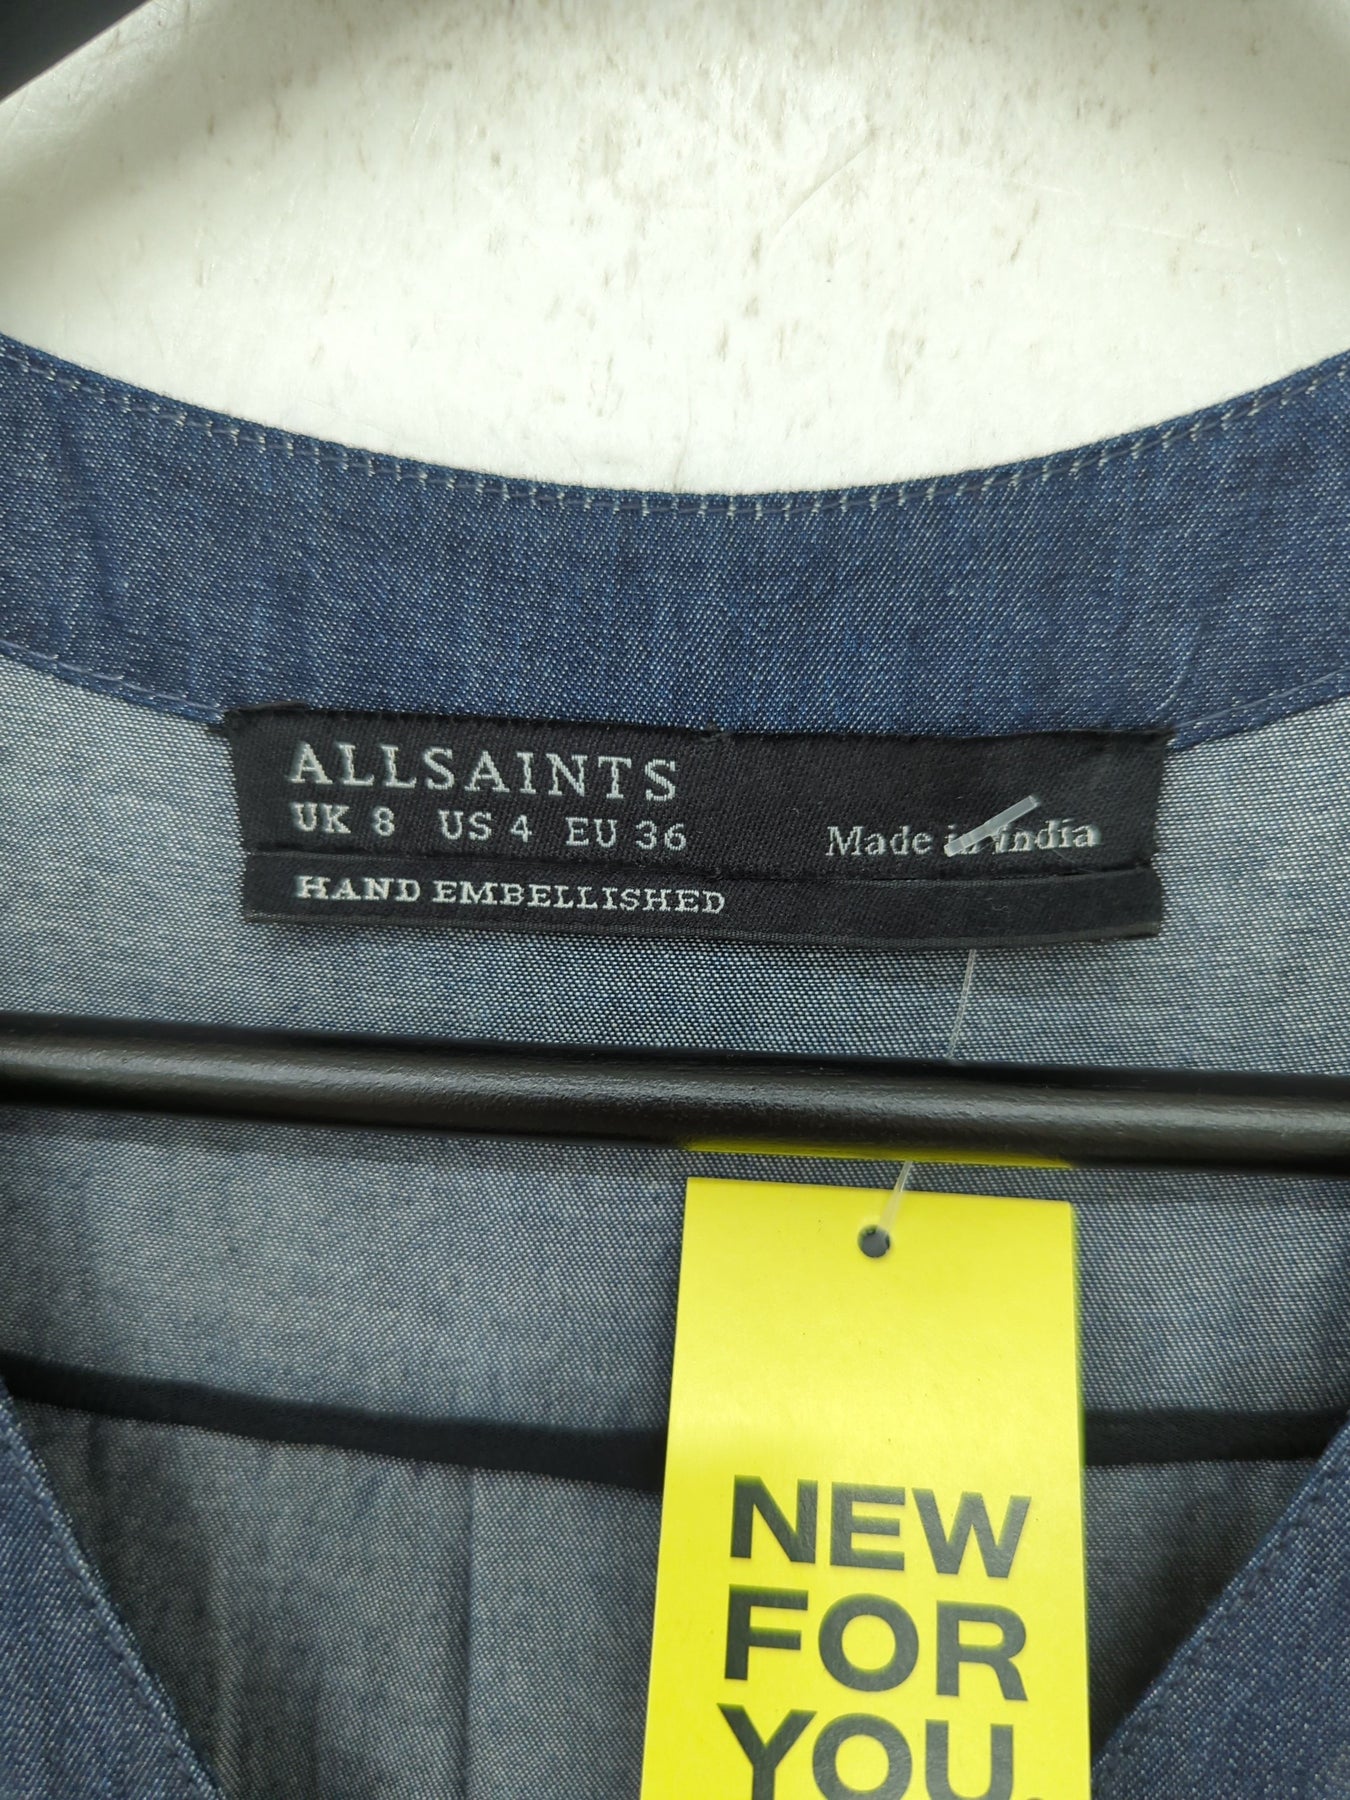 ALLSAINTS
UK 8 US 4 EU 36
Made in India
HAND EMBELLISHED
NEW
FOR
YOU.